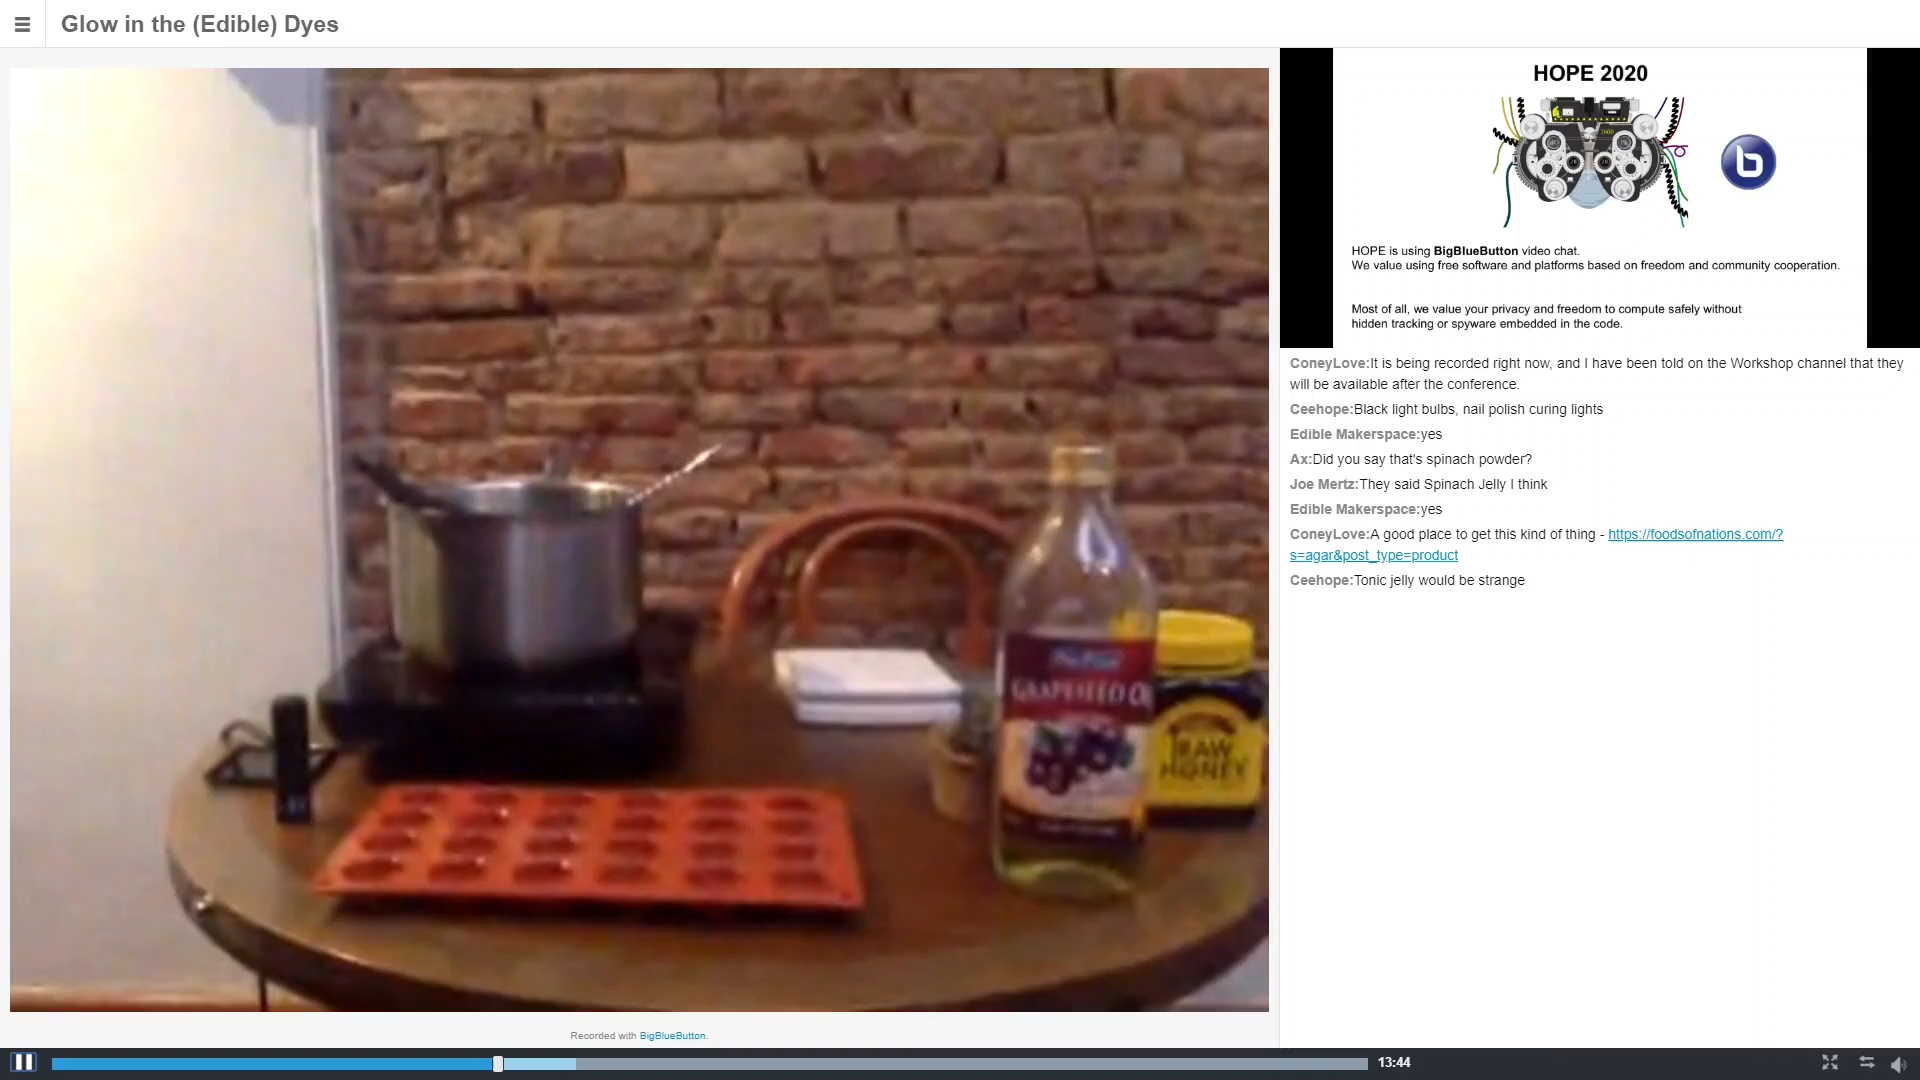 Glow in the (Edible) Dyes
HOPE 2020
2600
HOPE is using BigBlueButton video chat.
We value using free software and platforms based on freedom and community cooperation.
Most of all, we value your privacy and freedom to compute safely without
hidden tracking or spyware embedded in the code.
ConeyLove:It is being recorded right now, and I have been told on the Workshop channel that they
will be available after the conference.
Ceehope:Black light bulbs, nail polish curing lights
Edible Makerspace:yes
Ax:Did you say that's spinach powder?
Joe Mertz:They said Spinach Jelly I think
Edible Makerspace:yes
ConeyLove:A good place to get this kind of thing - https://foodsofnations.com/?
s=agar&post_type=product
Ceehope:Tonic jelly would be strange
RAW
HONEY
Recorded with BigBlueButton.
13:44